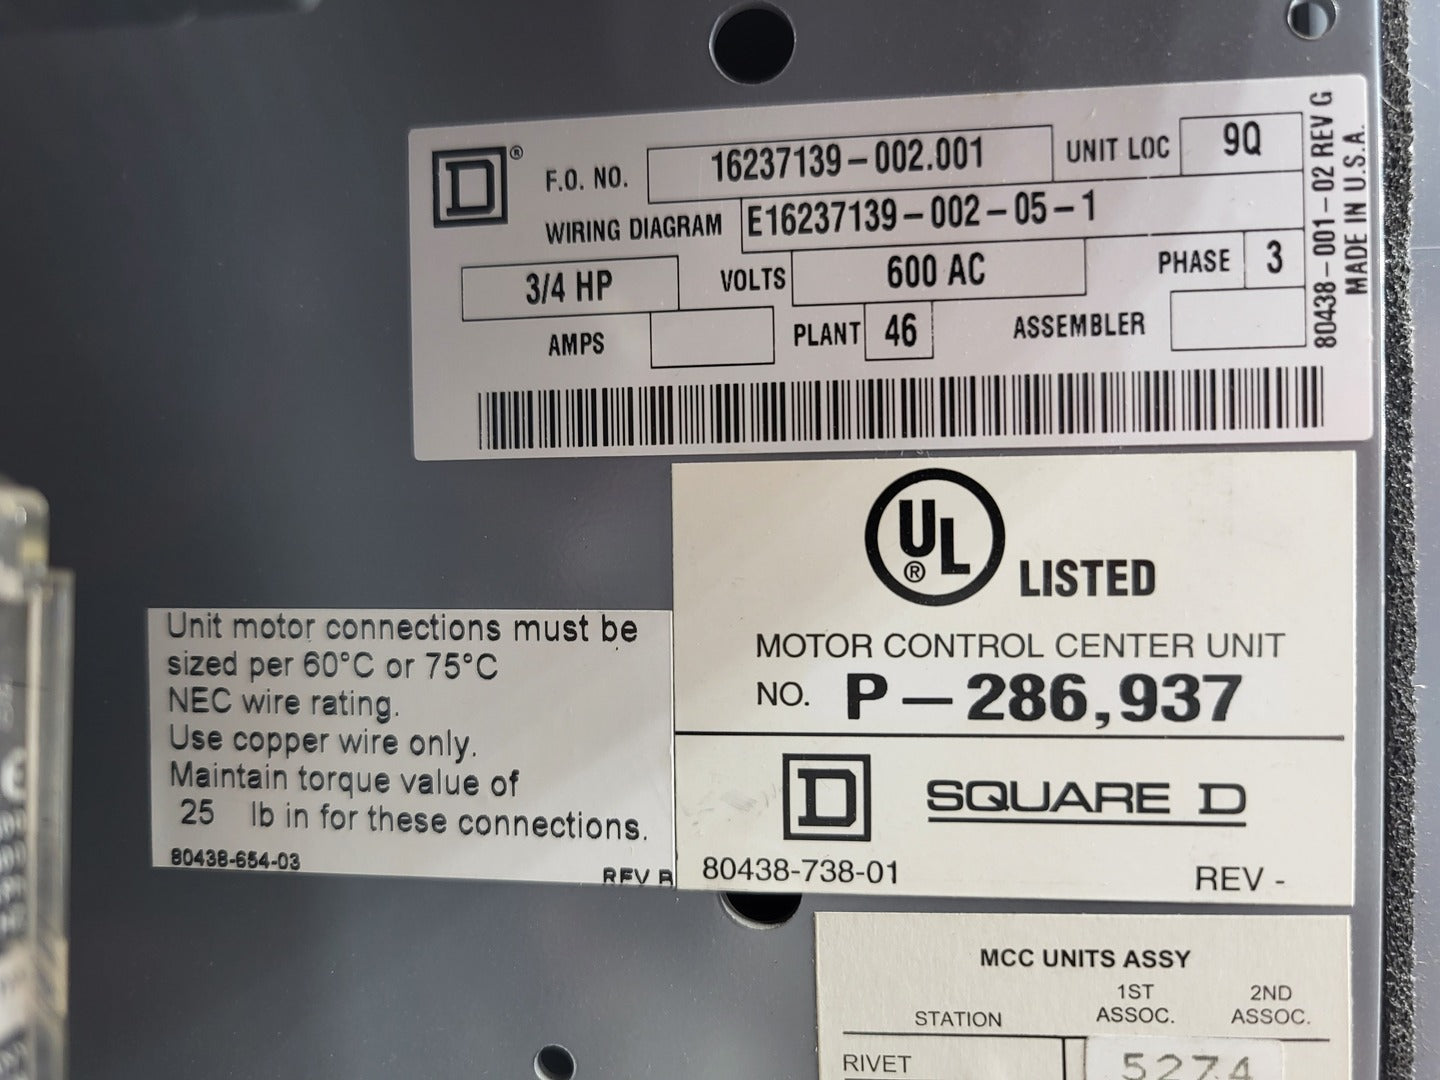 D® F.O. NO. 16237139-002.001 UNIT LOC 9Q
WIRING DIAGRAM E16237139-002-05-1
3/4 HP VOLTS 600 AC PHASE 3
AMPS PLANT 46 ASSEMBLER
80438-001-02 REV G
MADE IN U.S.A.
UL® LISTED
MOTOR CONTROL CENTER UNIT
NO. P-286,937
D SQUARE D
80438-738-01 REV -
Unit motor connections must be
sized per 60°C or 75°C
NEC wire rating.
Use copper wire only.
Maintain torque value of
25 lb in for these connections.
80438-654-03 REV B
MCC UNITS ASSY
STATION 1ST ASSOC. 2ND ASSOC.
RIVET 5274